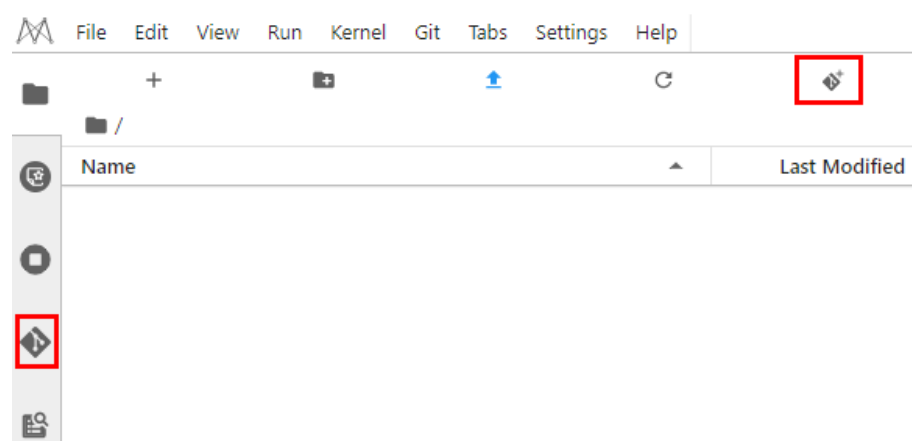 File Edit View Run Kernel Git Tabs Settings Help
/
Name Last Modified